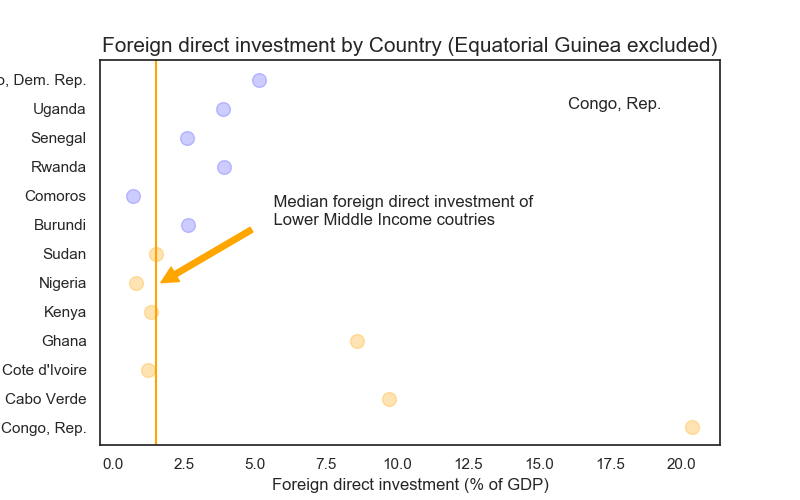 Foreign direct investment by Country (Equatorial Guinea excluded)
o, Dem. Rep.
Uganda
Senegal
Rwanda
Comoros
Burundi
Sudan
Nigeria
Kenya
Ghana
Cote d'Ivoire
Cabo Verde
Congo, Rep.
Congo, Rep.
Median foreign direct investment of
Lower Middle Income coutries
0.0 2.5 5.0 7.5 10.0 12.5 15.0 17.5 20.0
Foreign direct investment (% of GDP)